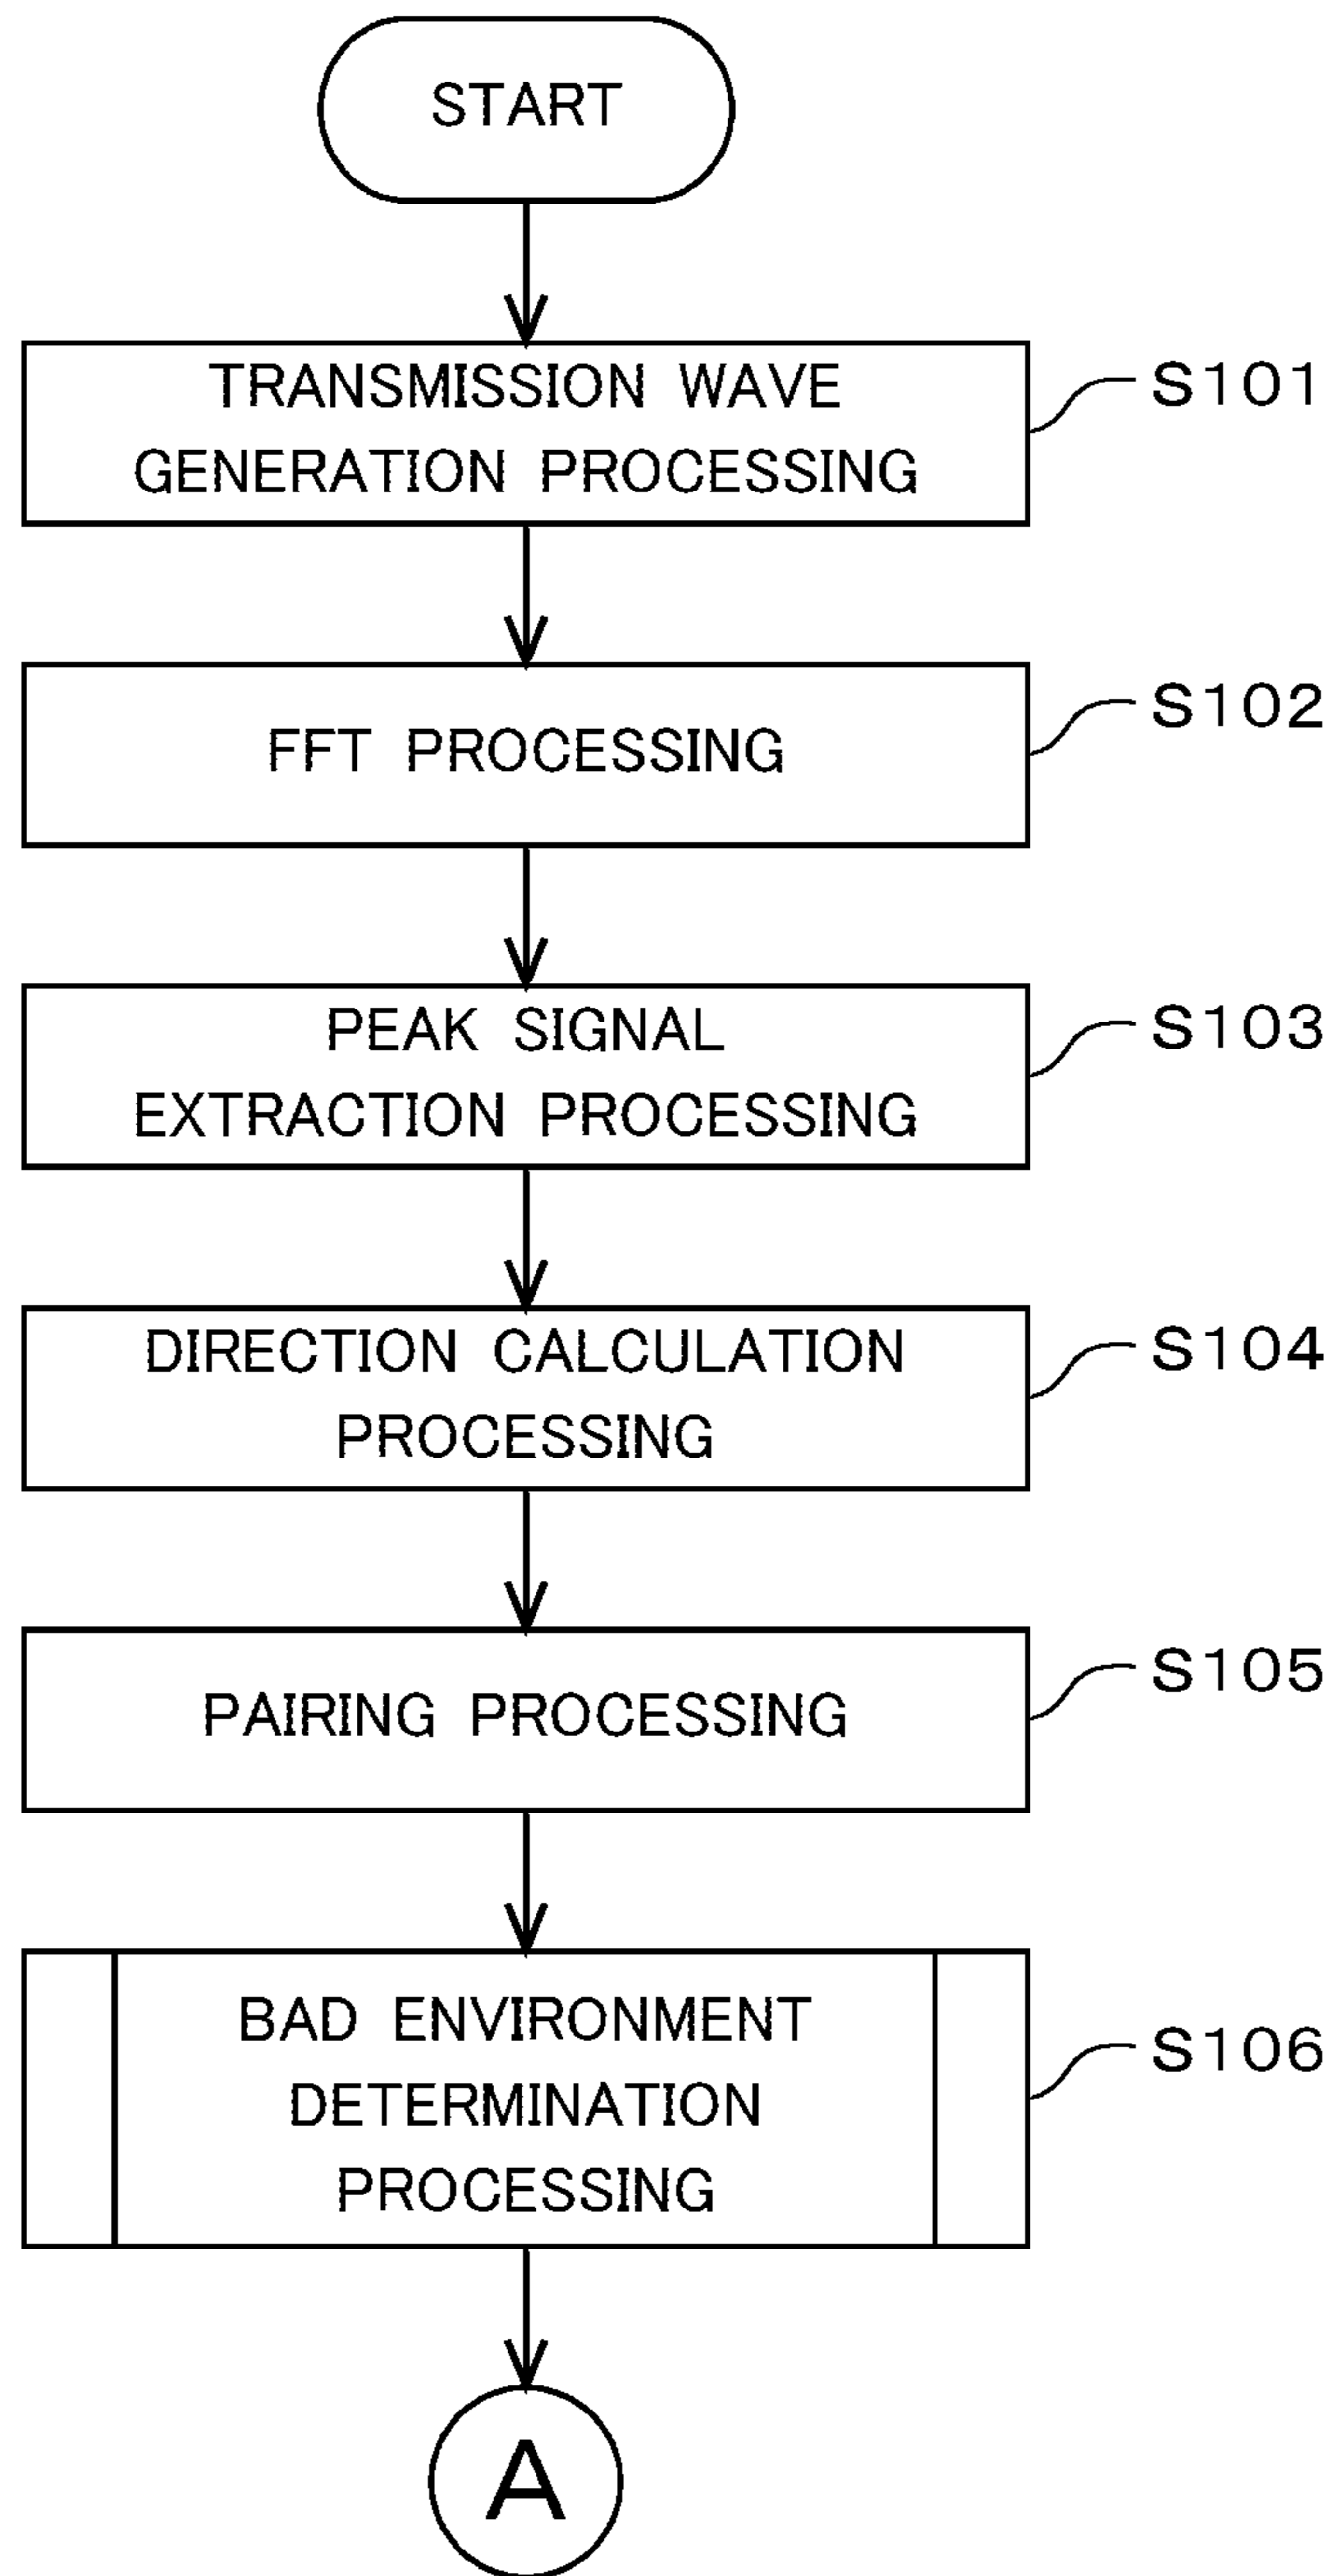 START
TRANSMISSION WAVE
GENERATION PROCESSING
S101
FFT PROCESSING
S102
PEAK SIGNAL
EXTRACTION PROCESSING
S103
DIRECTION CALCULATION
PROCESSING
S104
PAIRING PROCESSING
S105
BAD ENVIRONMENT
DETERMINATION
PROCESSING
S106
A